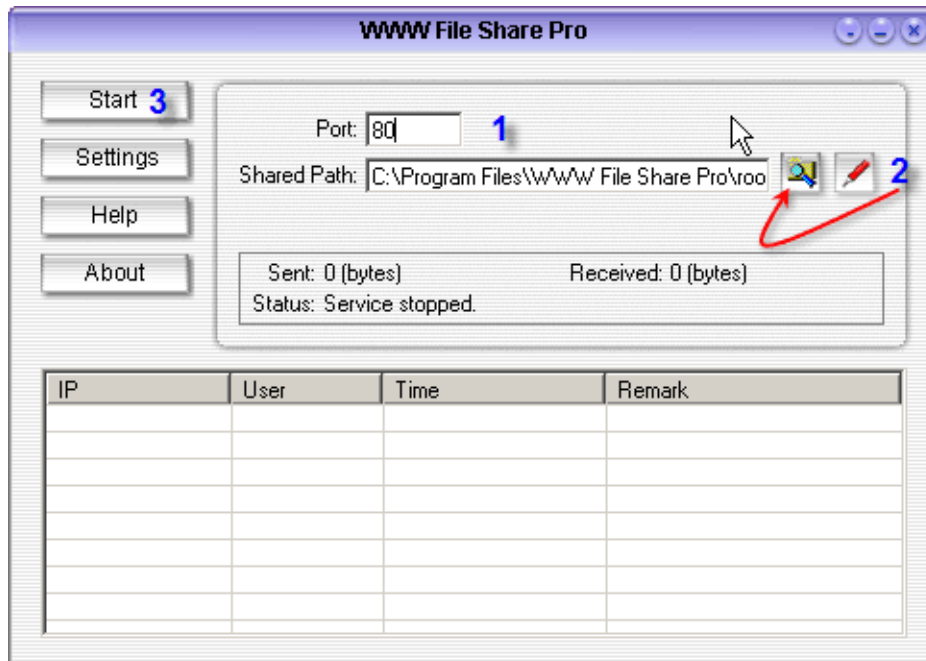 WWW File Share Pro
Start 3
Port: 80 1
Settings
Shared Path: C:\Program Files\WWW File Share Pro\roo 2
Help
About
Sent: 0 (bytes) Received: 0 (bytes)
Status: Service stopped.
IP User Time Remark